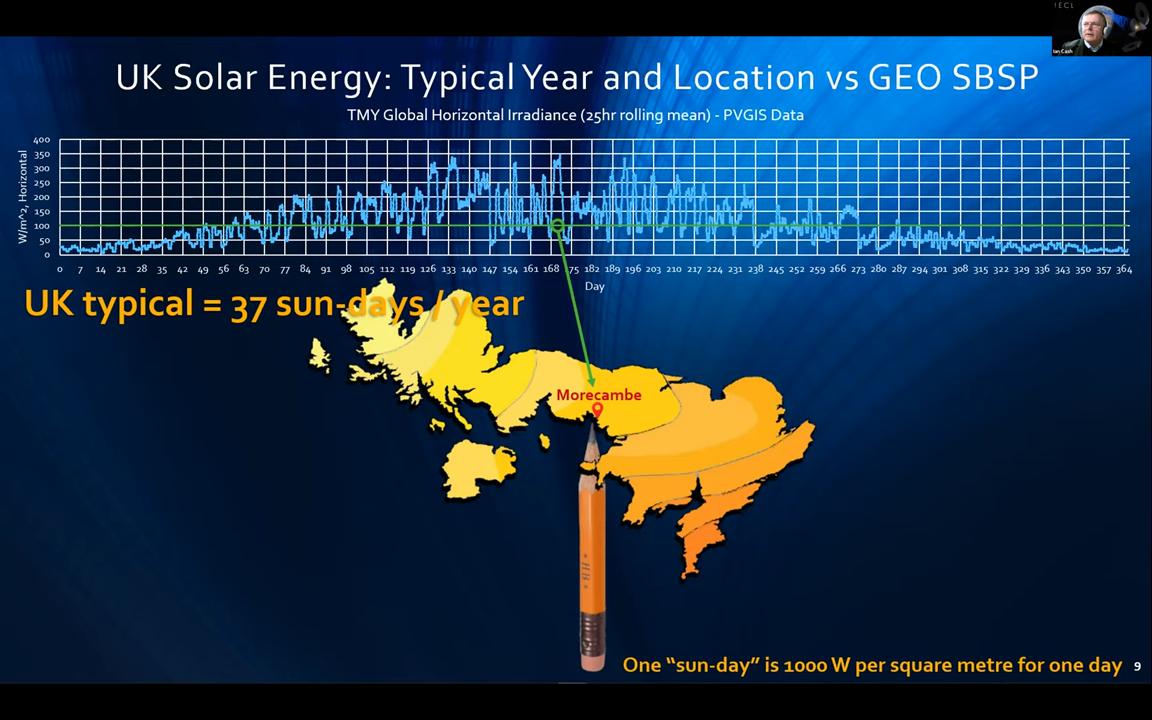 IECL
Ian Cash
UK Solar Energy: Typical Year and Location vs GEO SBSP
TMY Global Horizontal Irradiance (25hr rolling mean) - PVGIS Data
W/m^2, Horizontal
400
350
300
250
200
150
100
50
0
0 7 14 21 28 35 42 49 56 63 70 77 84 91 98 105 112 119 126 133 140 147 154 161 168 175 182 189 196 203 210 217 224 231 238 245 252 259 266 273 280 287 294 301 308 315 322 329 336 343 350 357 364
Day
UK typical = 37 sun-days / year
Morecambe
HB
One “sun-day” is 1000 W per square metre for one day
9